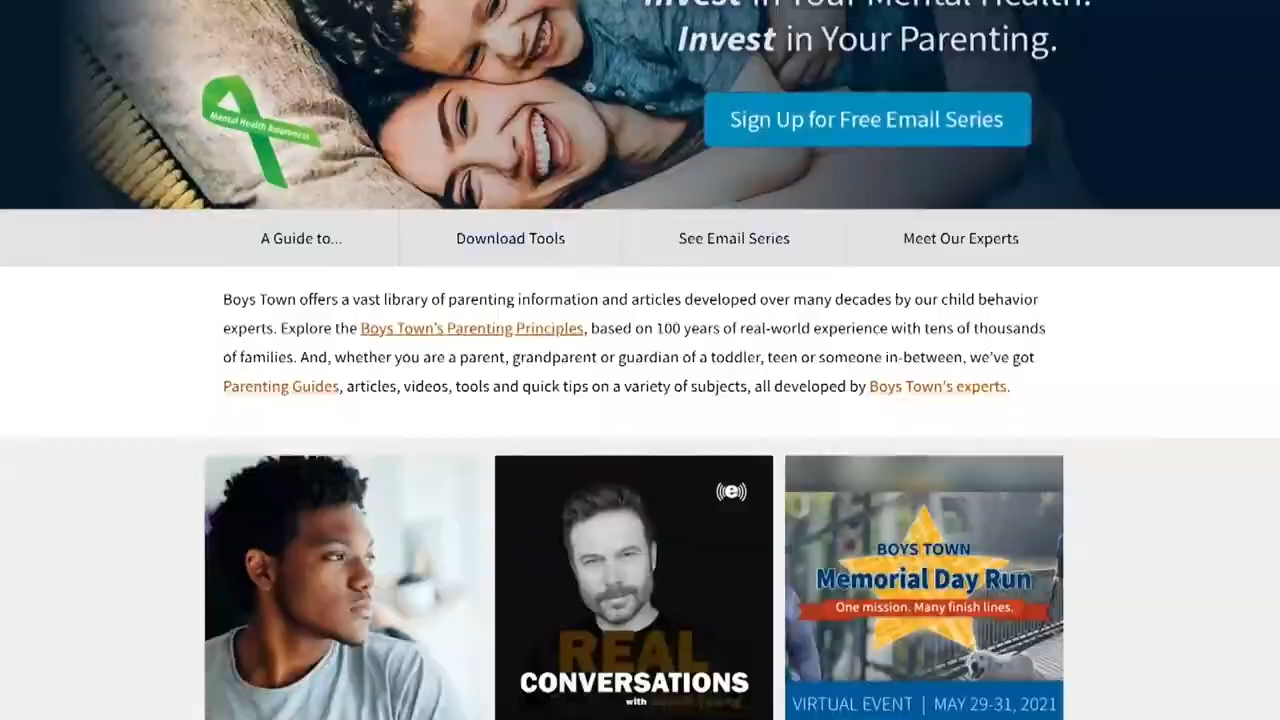 Invest in Your Mental Health.
Invest in Your Parenting.
Mental Health Awareness
Sign Up for Free Email Series
A Guide to...
Download Tools
See Email Series
Meet Our Experts
Boys Town offers a vast library of parenting information and articles developed over many decades by our child behavior
experts. Explore the Boys Town's Parenting Principles, based on 100 years of real-world experience with tens of thousands
of families. And, whether you are a parent, grandparent or guardian of a toddler, teen or someone in-between, we've got
Parenting Guides, articles, videos, tools and quick tips on a variety of subjects, all developed by Boys Town's experts.
e
REAL
CONVERSATIONS
with
BOYS TOWN
Memorial Day Run
One mission. Many finish lines.
VIRTUAL EVENT | MAY 29-31, 2021